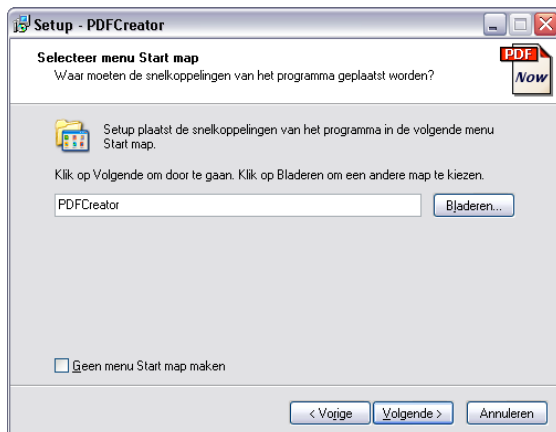 Setup - PDFCreator
Selecteer menu Start map
Waar moeten de snelkoppelingen van het programma geplaatst worden?
PDF
Now
Setup plaatst de snelkoppelingen van het programma in de volgende menu
Start map.
Klik op Volgende om door te gaan. Klik op Bladeren om een andere map te kiezen.
PDFCreator
Bladeren...
Geen menu Start map maken
< Vorige
Volgende >
Annuleren